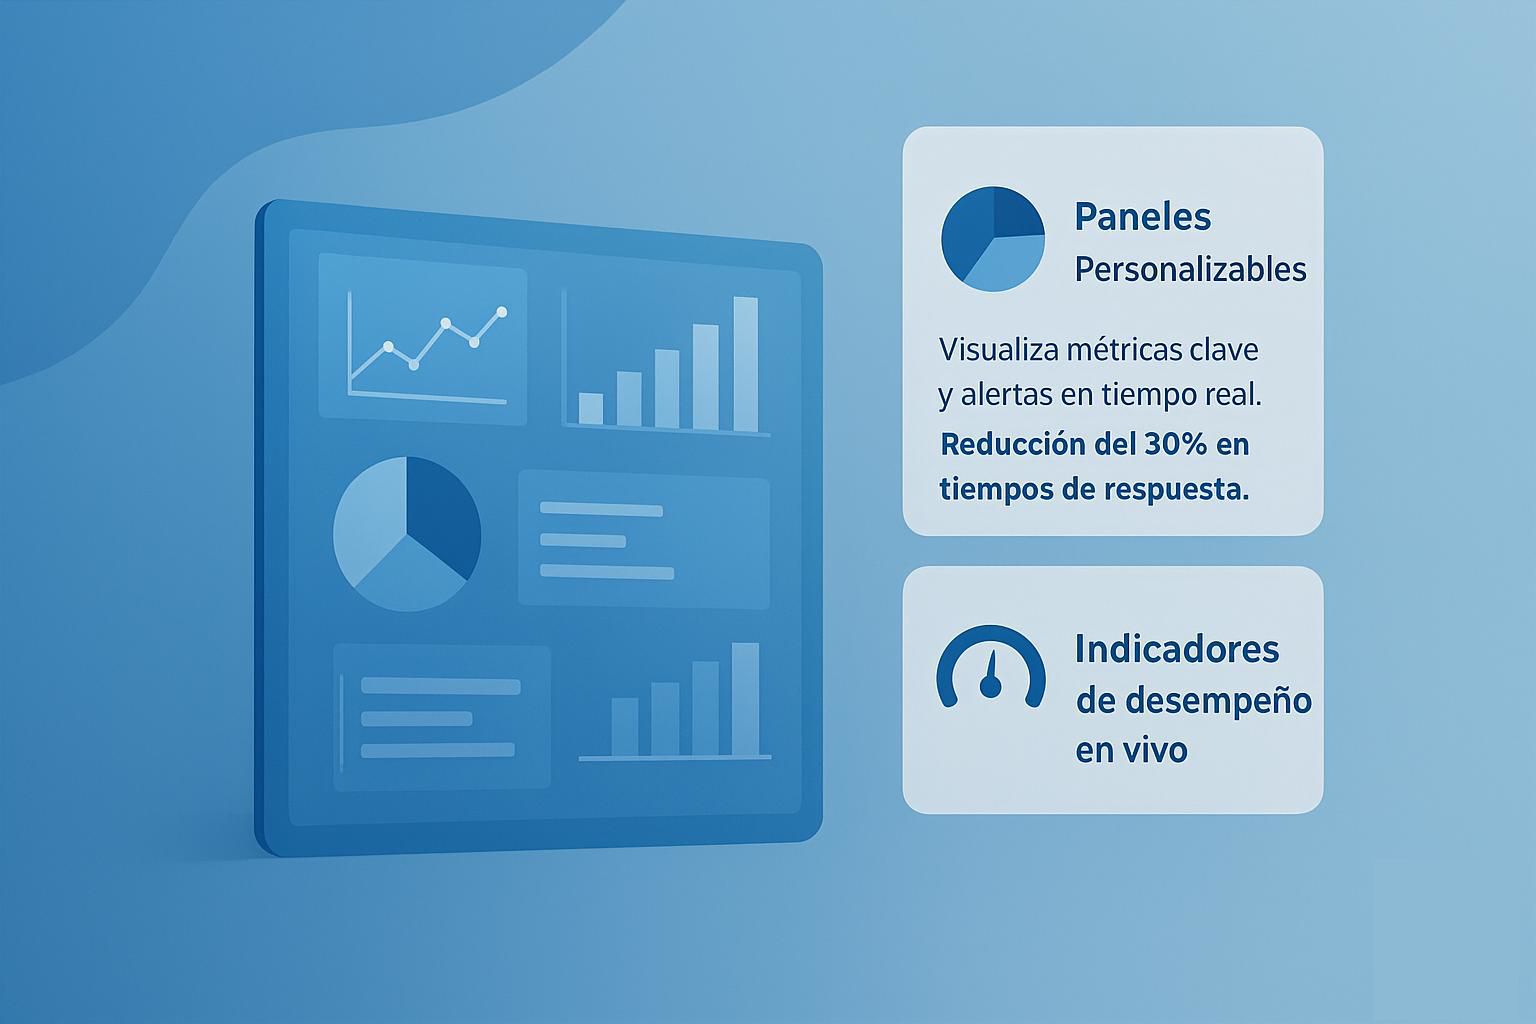 Paneles
Personalizables
Visualiza métricas clave
y alertas en tiempo real.
Reducción del 30% en
tiempos de respuesta.
Indicadores
de desempeño
en vivo